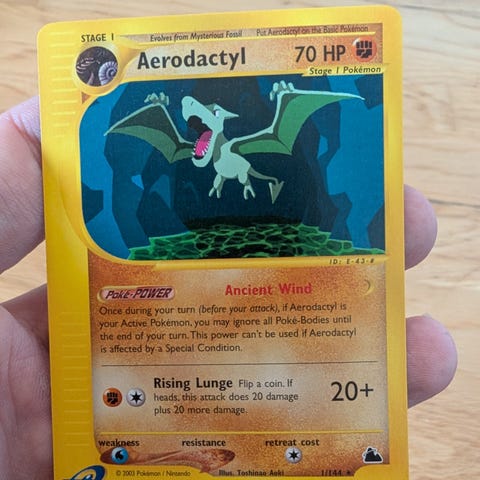 STAGE 1
Evolves from Mysterious Fossil
Put Aerodactyl on the Basic Pokémon
Aerodactyl
70 HP
Stage 1 Pokémon
ID: E-43-#
Poké-POWER
Ancient Wind
Once during your turn (before your attack), if Aerodactyl is
your Active Pokémon, you may ignore all Poké-Bodies until
the end of your turn. This power can't be used if Aerodactyl
is affected by a Special Condition.
Rising Lunge Flip a coin. If
heads, this attack does 20 damage
plus 20 more damage.
20+
weakness
resistance
retreat cost
© 2003 Pokémon / Nintendo
Illus. Toshinao Aoki
1/144 ★